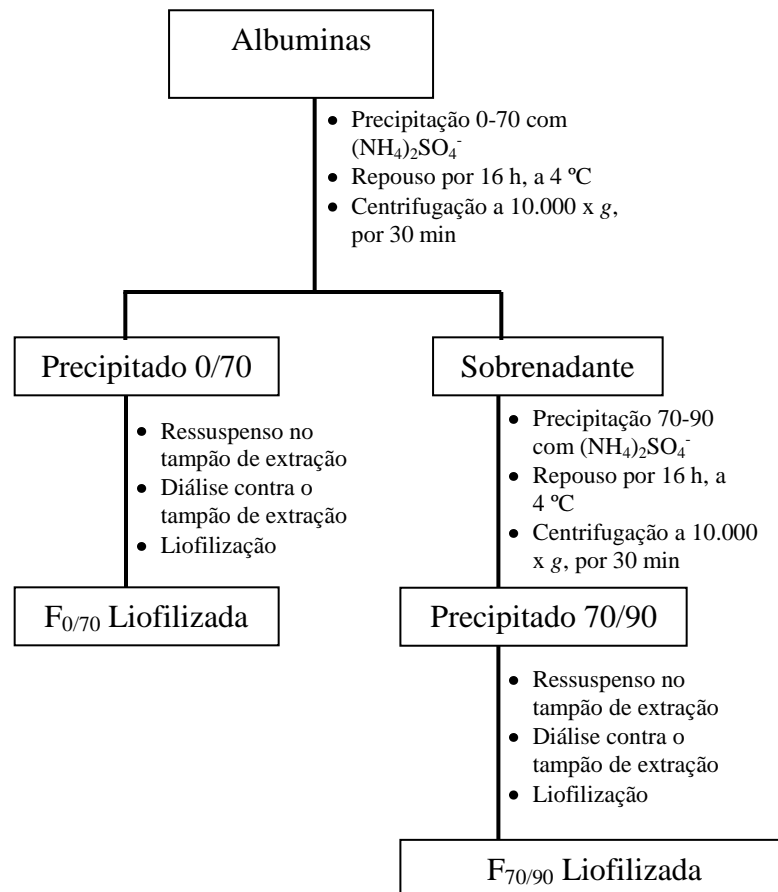 Albuminas
• Precipitação 0-70 com
(NH₄)₂SO₄⁻
• Repouso por 16 h, a 4 ºC
• Centrifugação a 10.000 x g,
por 30 min
Precipitado 0/70
• Ressuspenso no
tampão de extração
• Diálise contra o
tampão de extração
• Liofilização
F₀/₇₀ Liofilizada
Sobrenadante
• Precipitação 70-90
com (NH₄)₂SO₄⁻
• Repouso por 16 h, a
4 ºC
• Centrifugação a 10.000
x g, por 30 min
Precipitado 70/90
• Ressuspenso no
tampão de extração
• Diálise contra o
tampão de extração
• Liofilização
F₇₀/₉₀ Liofilizada